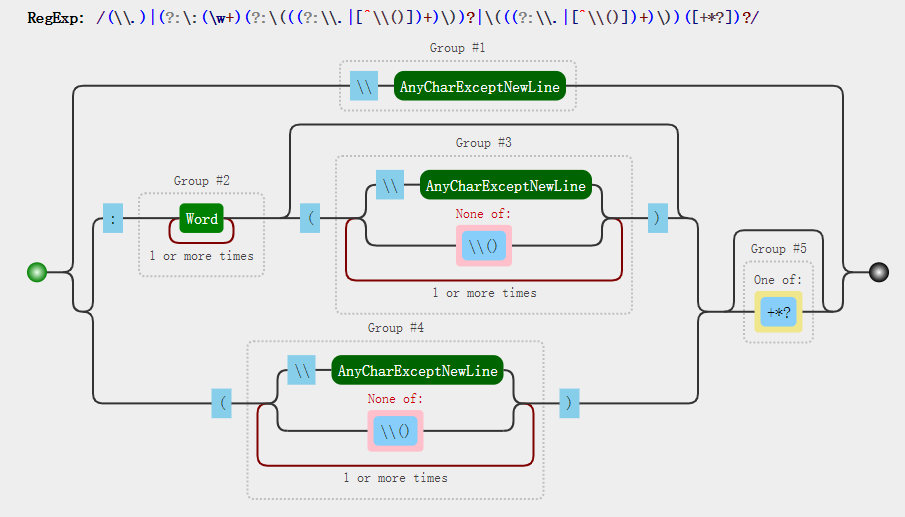 RegExp: /(\\.)|(?:\:(\w+)(?:\(((?:\\.|[^\\()])+)\))?|\(((?:\\.|[^\\()])+)\))([+*?])?/
Group #1
\\ AnyCharExceptNewLine
Group #3
Group #2
\\ AnyCharExceptNewLine
None of:
: Word ( )
\\()
1 or more times
Group #5
One of:
1 or more times
+*?
Group #4
\\ AnyCharExceptNewLine
None of:
( )
\\()
1 or more times